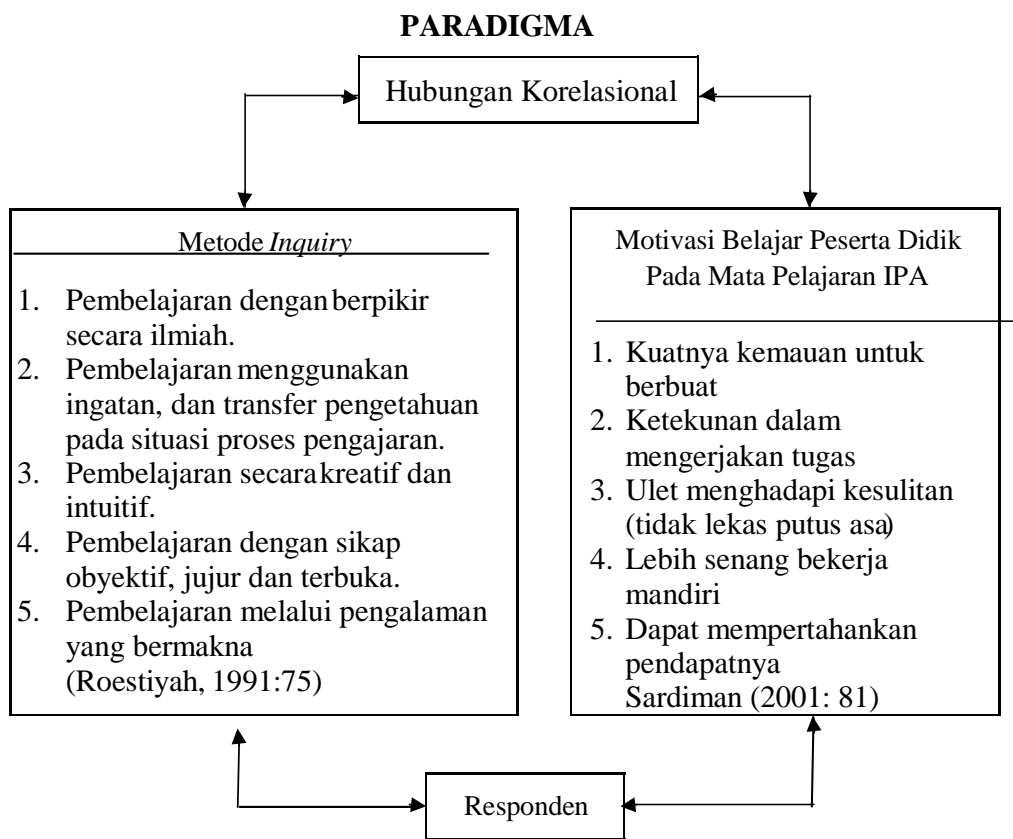 PARADIGMA
Hubungan Korelasional
Metode Inquiry
1. Pembelajaran dengan berpikir
secara ilmiah.
2. Pembelajaran menggunakan
ingatan, dan transfer pengetahuan
pada situasi proses pengajaran.
3. Pembelajaran secara kreatif dan
intuitif.
4. Pembelajaran dengan sikap
obyektif, jujur dan terbuka.
5. Pembelajaran melalui pengalaman
yang bermakna
(Roestiyah, 1991:75)
Motivasi Belajar Peserta Didik
Pada Mata Pelajaran IPA
1. Kuatnya kemauan untuk
berbuat
2. Ketekunan dalam
mengerjakan tugas
3. Ulet menghadapi kesulitan
(tidak lekas putus asa)
4. Lebih senang bekerja
mandiri
5. Dapat mempertahankan
pendapatnya
Sardiman (2001: 81)
Responden